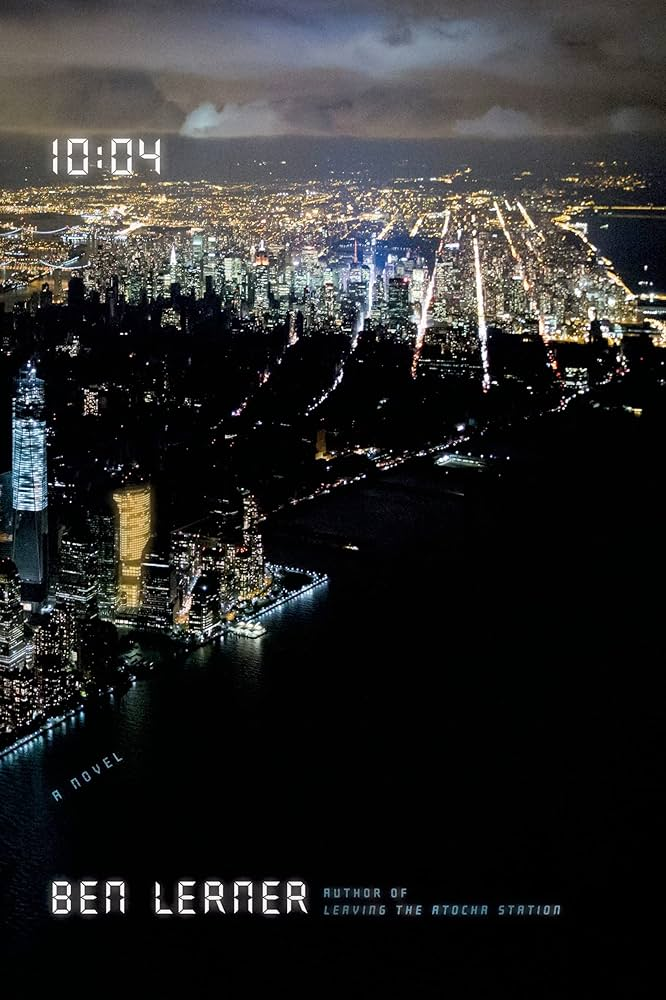 10:04
A NOVEL
BEN LERNER
AUTHOR OF
LEAVING THE ATOCHA STATION